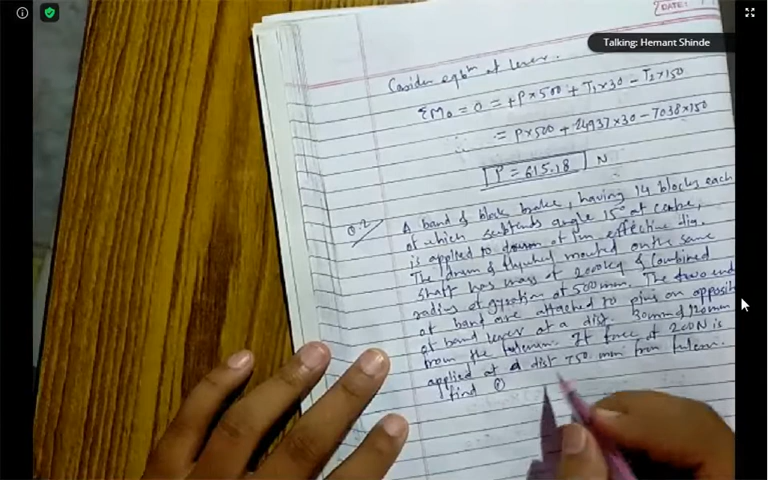 DATE:
Talking: Hemant Shinde
Consider eqbm at lever.
ΣM₀ = 0 = +P×500 + T₁×30 − T₂×150
∴ = P×500 + 24937×30 − 7038×150
P = 615.18 N
Q.2 A band & block brake, having 14 blocks each
of which subtends angle 15° at centre,
is applied to drum of 1m effective dia.
The drum & flywheel mounted on the same
shaft has mass of 2000kg & combined
radius of gyration of 500mm. The two end
of band are attached to pins on opposite
of band lever at a dist. 30mm & 120mm
from the fulcrum. If force of 200N is
applied at a dist 750 mm from fulcrum.
find ①